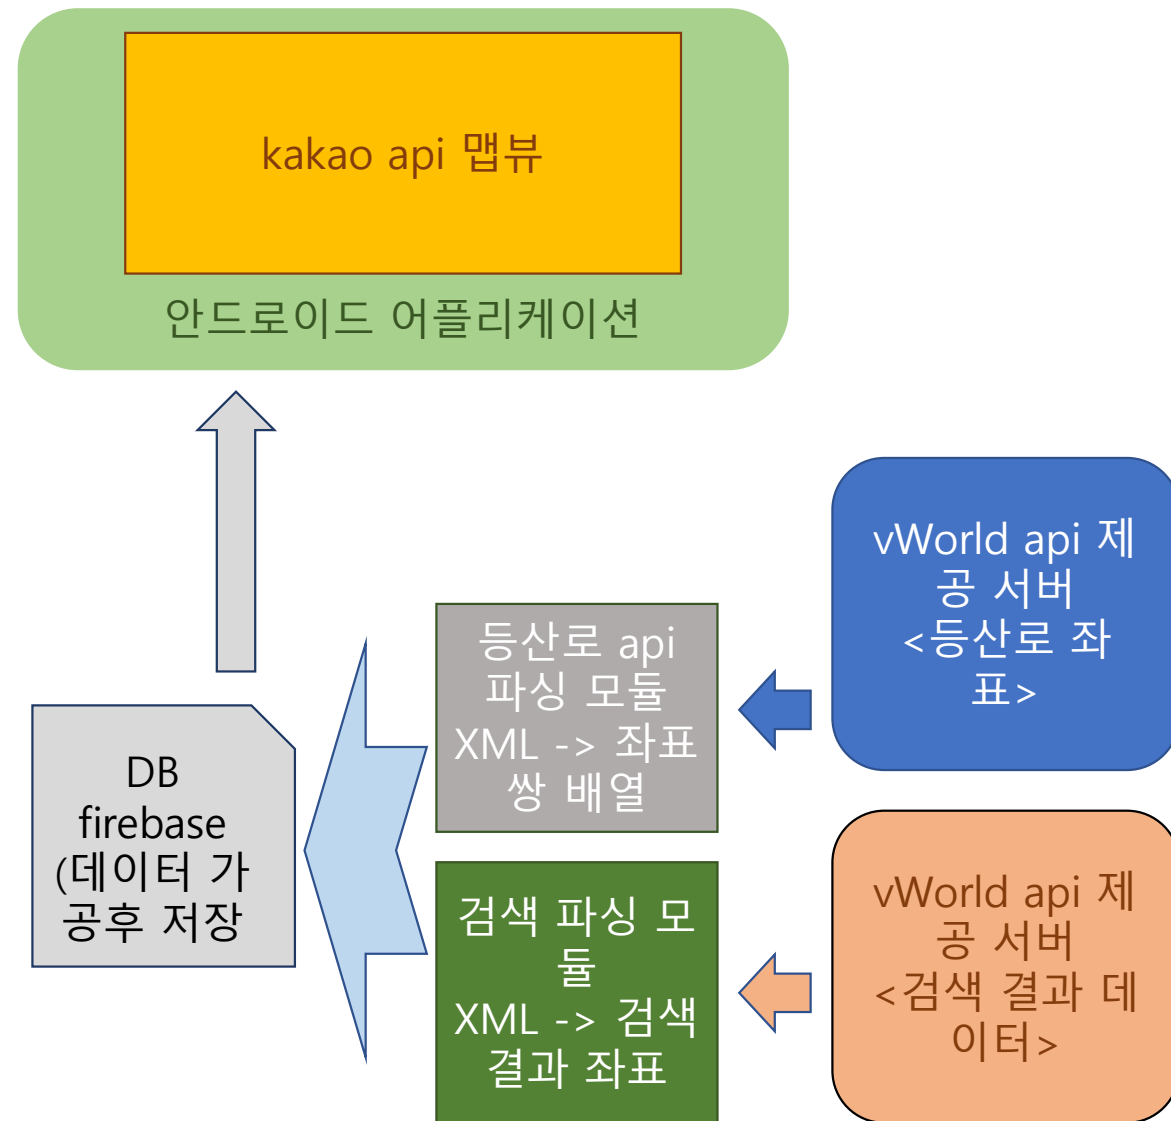 kakao api 맵뷰
안드로이드 어플리케이션
vWorld api 제
공 서버
<등산로 좌
표>
등산로 api
파싱 모듈
XML -> 좌표
쌍 배열
DB
firebase
(데이터 가
공후 저장
검색 파싱 모
듈
XML -> 검색
결과 좌표
vWorld api 제
공 서버
<검색 결과 데
이터>